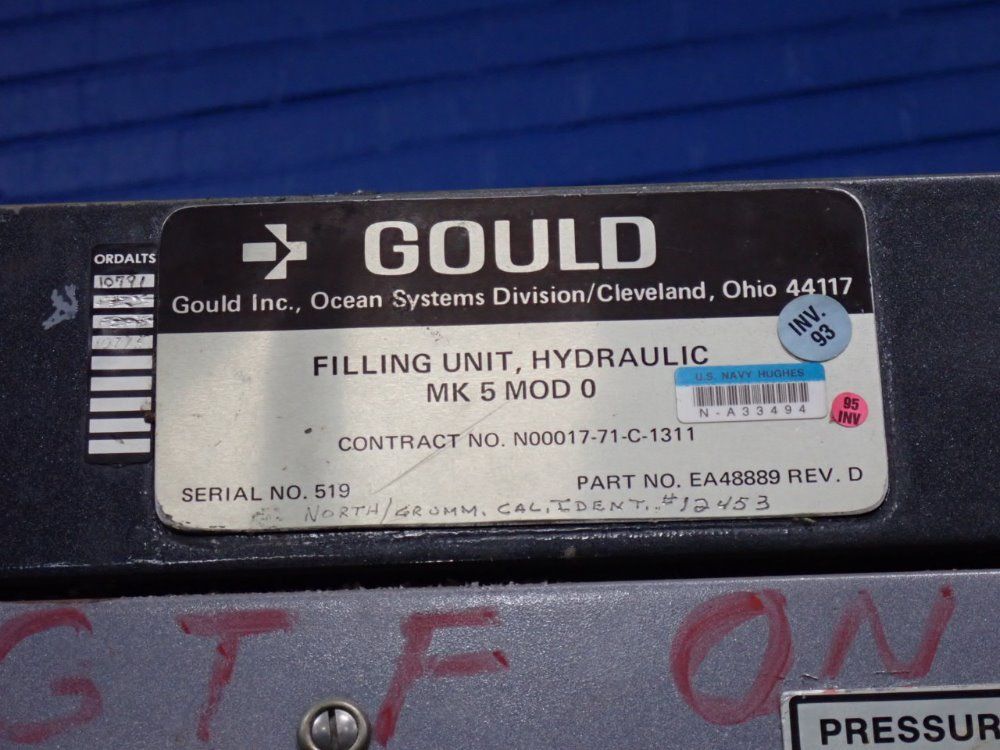 GOULD
Gould Inc., Ocean Systems Division/Cleveland, Ohio 44117
ORDALTS
10791
INV.
93
FILLING UNIT, HYDRAULIC
MK 5 MOD 0
U.S. NAVY HUGHES
N-A33494
95
INV
CONTRACT NO. N00017-71-C-1311
SERIAL NO. 519
PART NO. EA48889 REV. D
NORTH/GRUMM. CAL. IDENT. #12453
GTF ON
PRESSUR